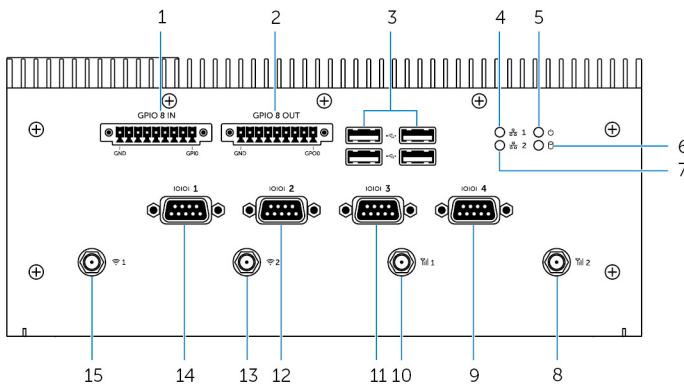 1 2 3 4 5
GPIO 8 IN GPIO 8 OUT
1
2
6
7
GND GPI0 GND GPO0
IOIOI 1 IOIOI 2 IOIOI 3 IOIOI 4
1 2 1 2
15 14 13 12 11 10 9 8